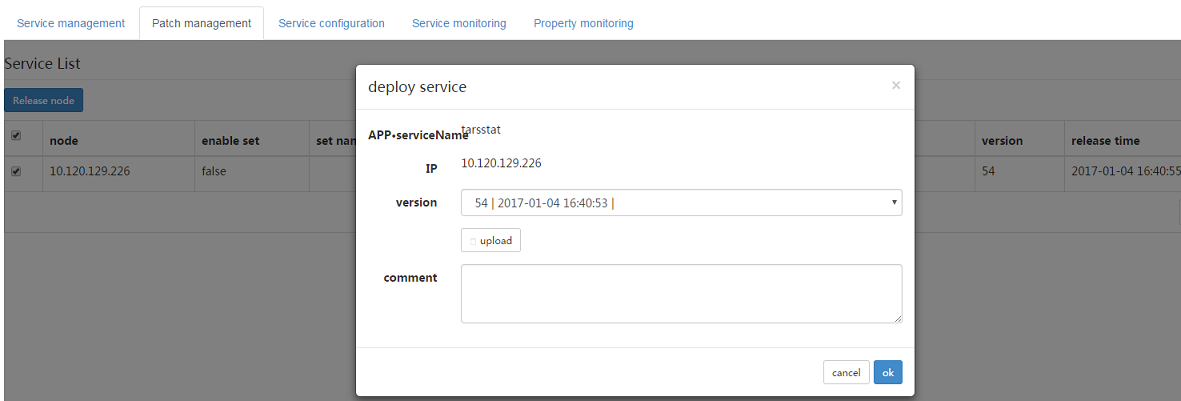 Service management Patch management Service configuration Service monitoring Property monitoring
Service List
deploy service ×
Release node
APP•serviceName tarsstat
node enable set set nan version release time
IP 10.120.129.226
10.120.129.226 false 54 2017-01-04 16:40:55
version 54 | 2017-01-04 16:40:53 |
upload
comment
cancel ok